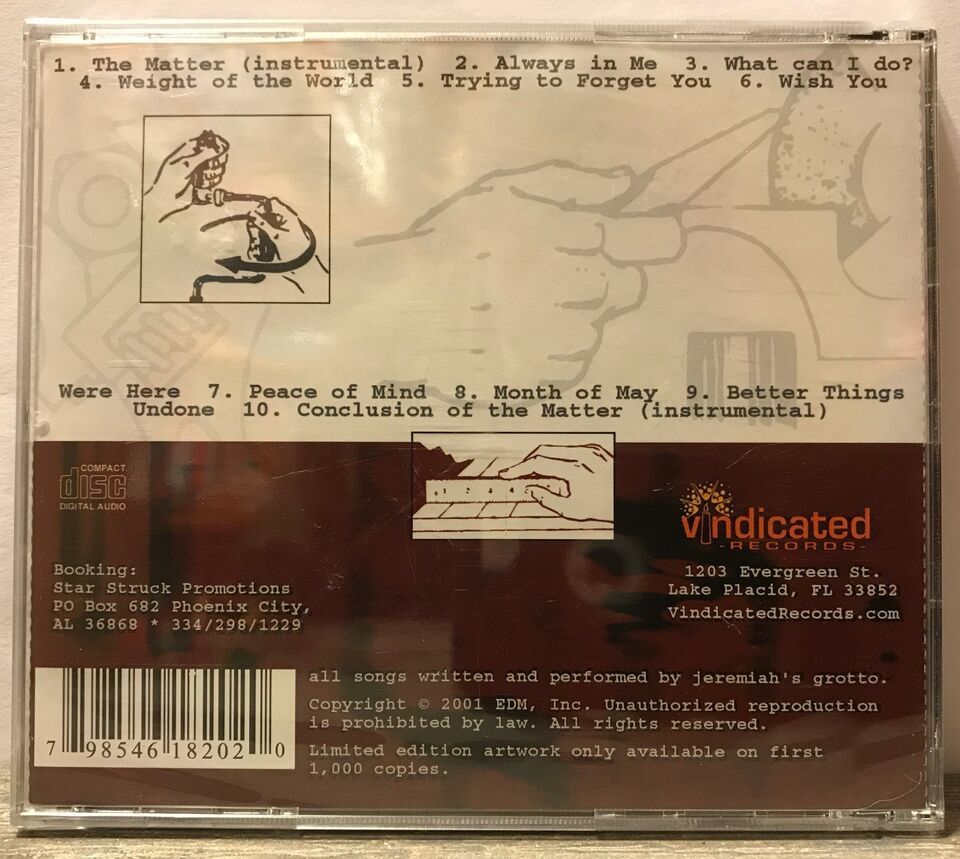 1. The Matter (instrumental) 2. Always in Me 3. What can I do?
4. Weight of the World 5. Trying to Forget You 6. Wish You
Were Here 7. Peace of Mind 8. Month of May 9. Better Things
Undone 10. Conclusion of the Matter (instrumental)
COMPACT
disc
DIGITAL AUDIO
vindicated
-RECORDS-
Booking:
Star Struck Promotions
PO Box 682 Phoenix City,
AL 36868 * 334/298/1229
1203 Evergreen St.
Lake Placid, FL 33852
VindicatedRecords.com
all songs written and performed by jeremiah's grotto.
Copyright © 2001 EDM, Inc. Unauthorized reproduction
is prohibited by law. All rights reserved.
Limited edition artwork only available on first
1,000 copies.
7 98546 18202 0